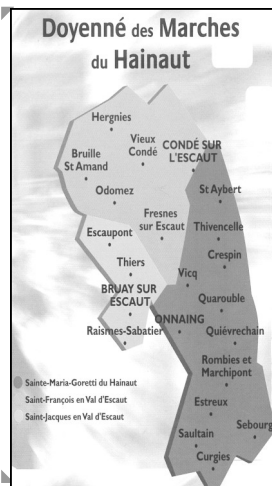 Doyenné des Marches
du Hainaut
Hergnies
Vieux
Condé
CONDÉ SUR
L'ESCAUT
Bruille
St Amand
Odomez
St Aybert
Fresnes
sur Escaut
Thivencelle
Escaupont
Crespin
Thiers
Vicq
BRUAY SUR
ESCAUT
Quarouble
ONNAING
Raismes-Sabatier
Quiévrechain
Rombies et
Marchipont
Sainte-Maria-Goretti du Hainaut
Saint-François en Val d'Escaut
Estreux
Saint-Jacques en Val d'Escaut
Sebourg
Saultain
Curgies